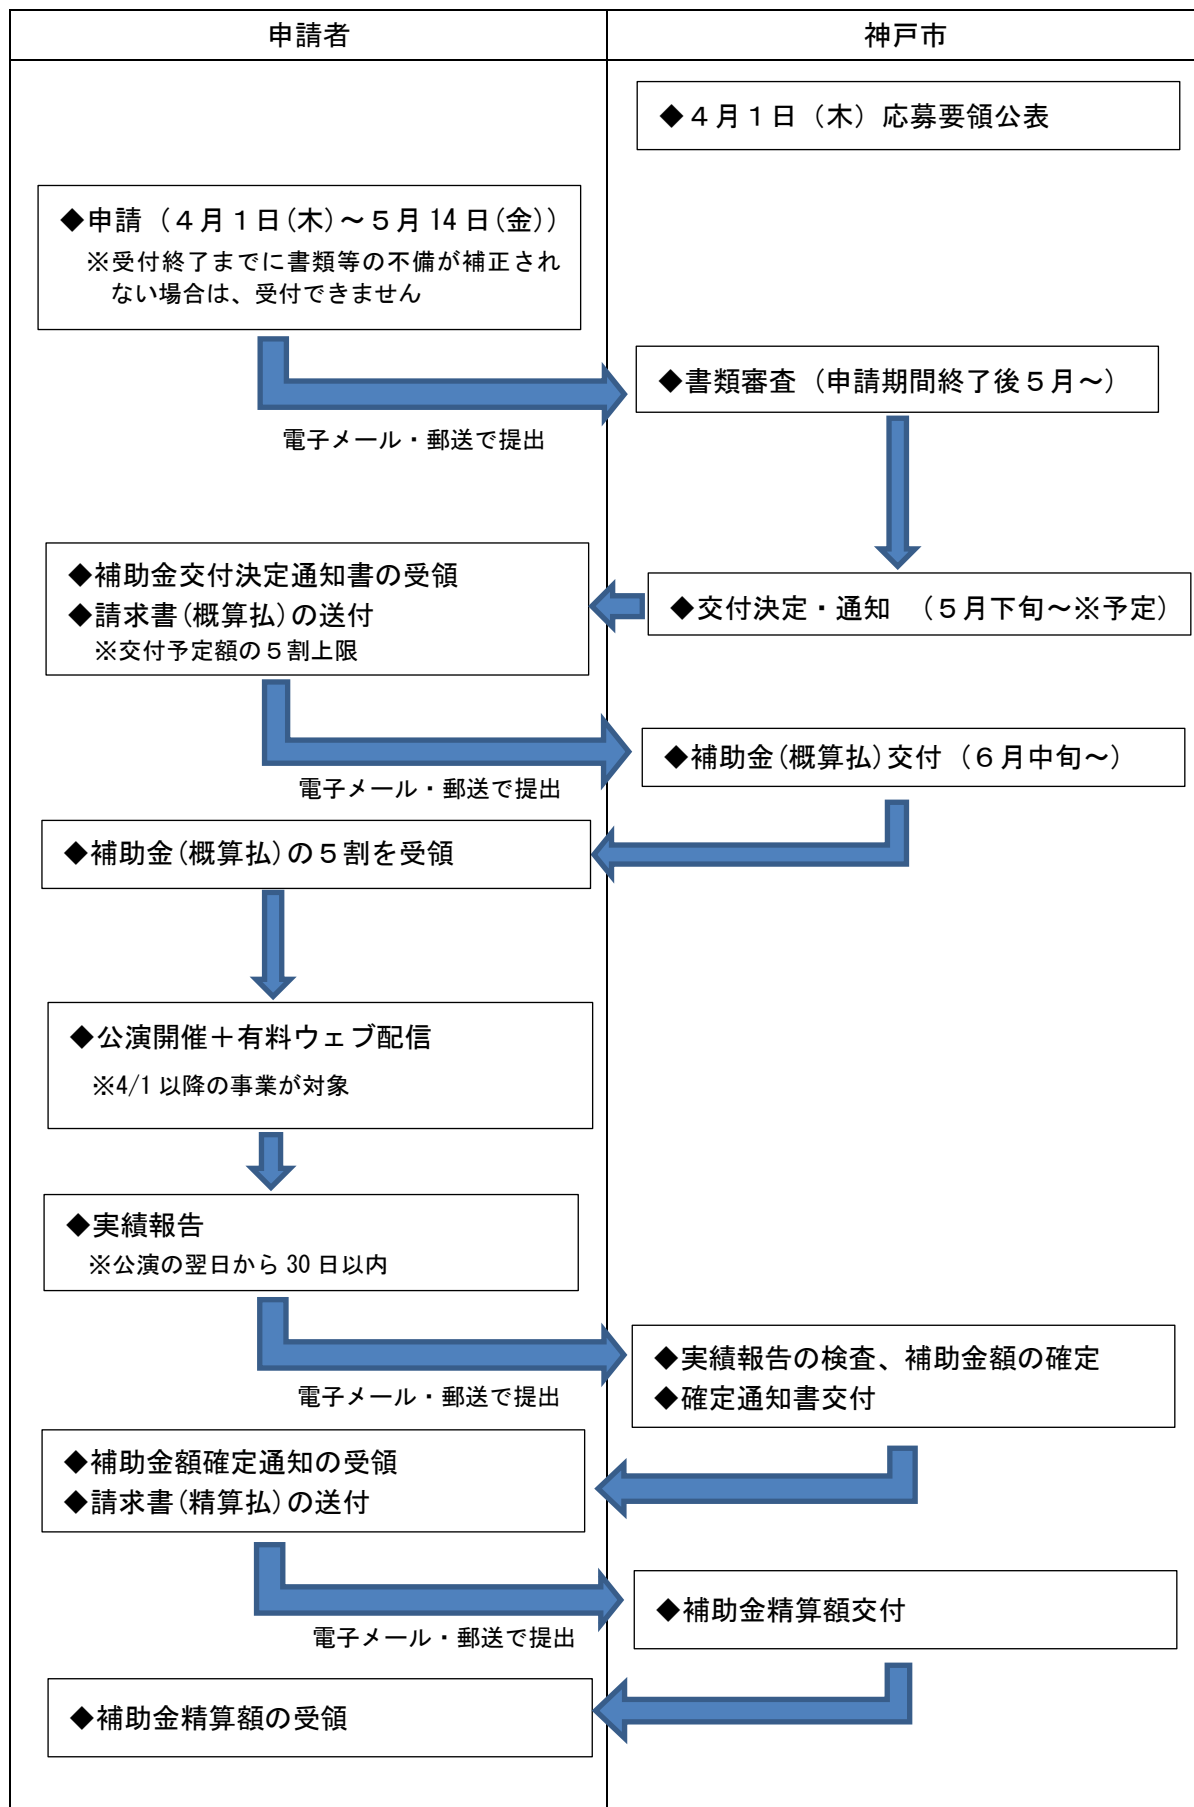 申請者
神戸市
◆４月１日（木）応募要領公表
◆申請（４月１日(木)～５月 14 日(金)）
※受付終了までに書類等の不備が補正され
ない場合は、受付できません
電子メール・郵送で提出
◆書類審査（申請期間終了後５月～）
◆交付決定・通知　（５月下旬～※予定）
◆補助金交付決定通知書の受領
◆請求書(概算払)の送付
※交付予定額の５割上限
電子メール・郵送で提出
◆補助金(概算払)交付（６月中旬～）
◆補助金(概算払)の５割を受領
◆公演開催＋有料ウェブ配信
※4/1 以降の事業が対象
◆実績報告
※公演の翌日から 30 日以内
電子メール・郵送で提出
◆実績報告の検査、補助金額の確定
◆確定通知書交付
◆補助金額確定通知の受領
◆請求書(精算払)の送付
電子メール・郵送で提出
◆補助金精算額交付
◆補助金精算額の受領